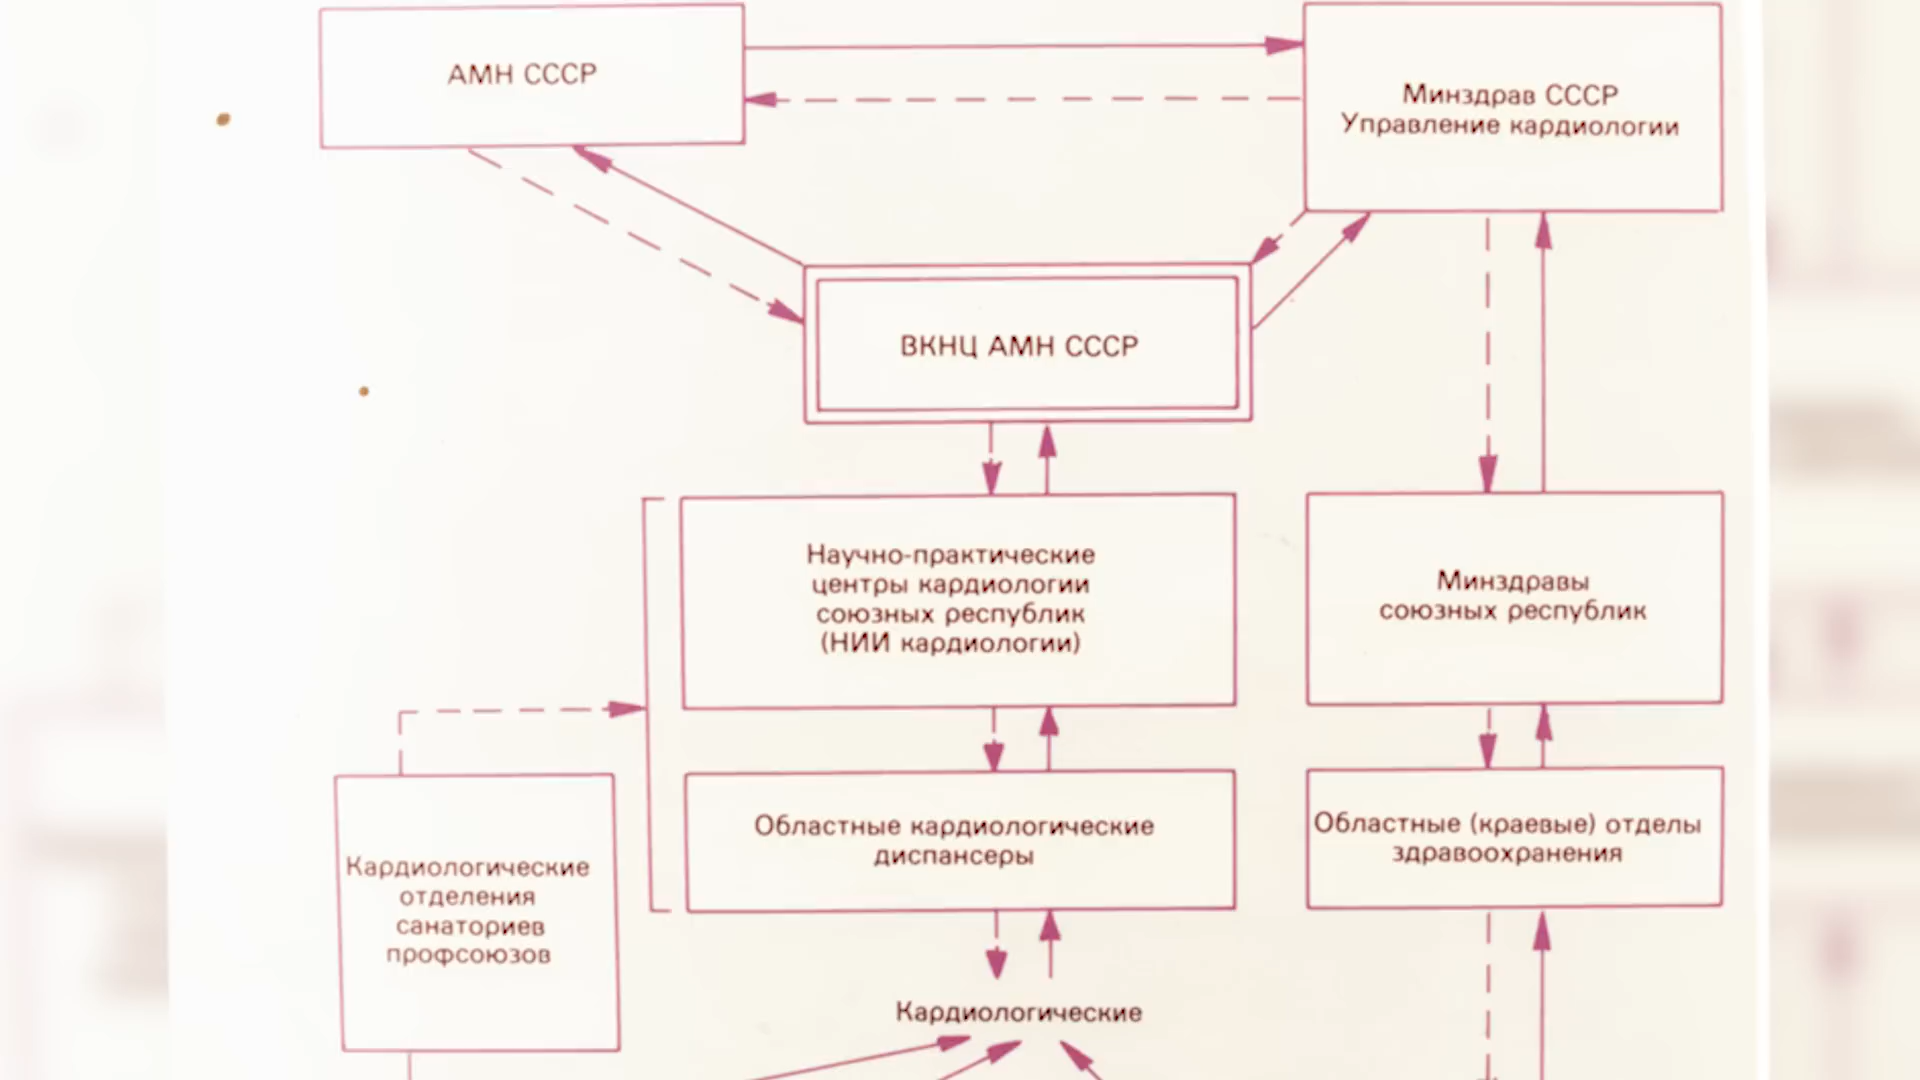 АМН СССР
Минздрав СССР
Управление кардиологии
ВКНЦ АМН СССР
Научно-практические
центры кардиологии
союзных республик
(НИИ кардиологии)
Минздравы
союзных республик
Областные кардиологические
диспансеры
Областные (краевые) отделы
здравоохранения
Кардиологические
отделения
санаториев
профсоюзов
Кардиологические